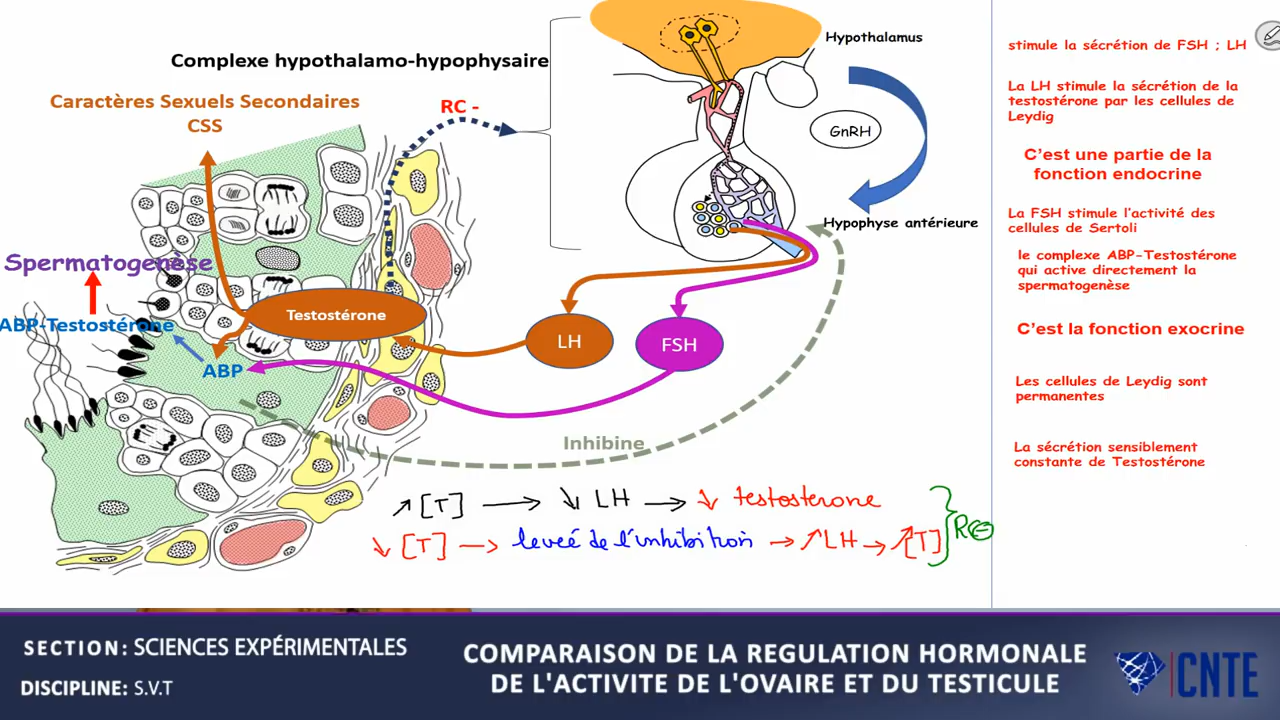 Complexe hypothalamo-hypophysaire
Hypothalamus
Caractères Sexuels Secondaires
CSS
RC -
GnRH
Hypophyse antérieure
Spermatogenèse
ABP-Testostérone
ABP
Testostérone
LH
FSH
Inhibine
↗ [T] → ↘ LH → ↘ testosterone
↘ [T] → leveé de l'inhibition → ↗ LH → ↗ [T]
R⊖
stimule la sécrétion de FSH ; LH
La LH stimule la sécrétion de la
testostérone par les cellules de
Leydig
C'est une partie de la
fonction endocrine
La FSH stimule l'activité des
cellules de Sertoli
le complexe ABP-Testostérone
qui active directement la
spermatogenèse
C'est la fonction exocrine
Les cellules de Leydig sont
permanentes
La sécrétion sensiblement
constante de Testostérone
SECTION: SCIENCES EXPÉRIMENTALES
DISCIPLINE: S.V.T
COMPARAISON DE LA REGULATION HORMONALE
DE L'ACTIVITE DE L'OVAIRE ET DU TESTICULE
CNTE